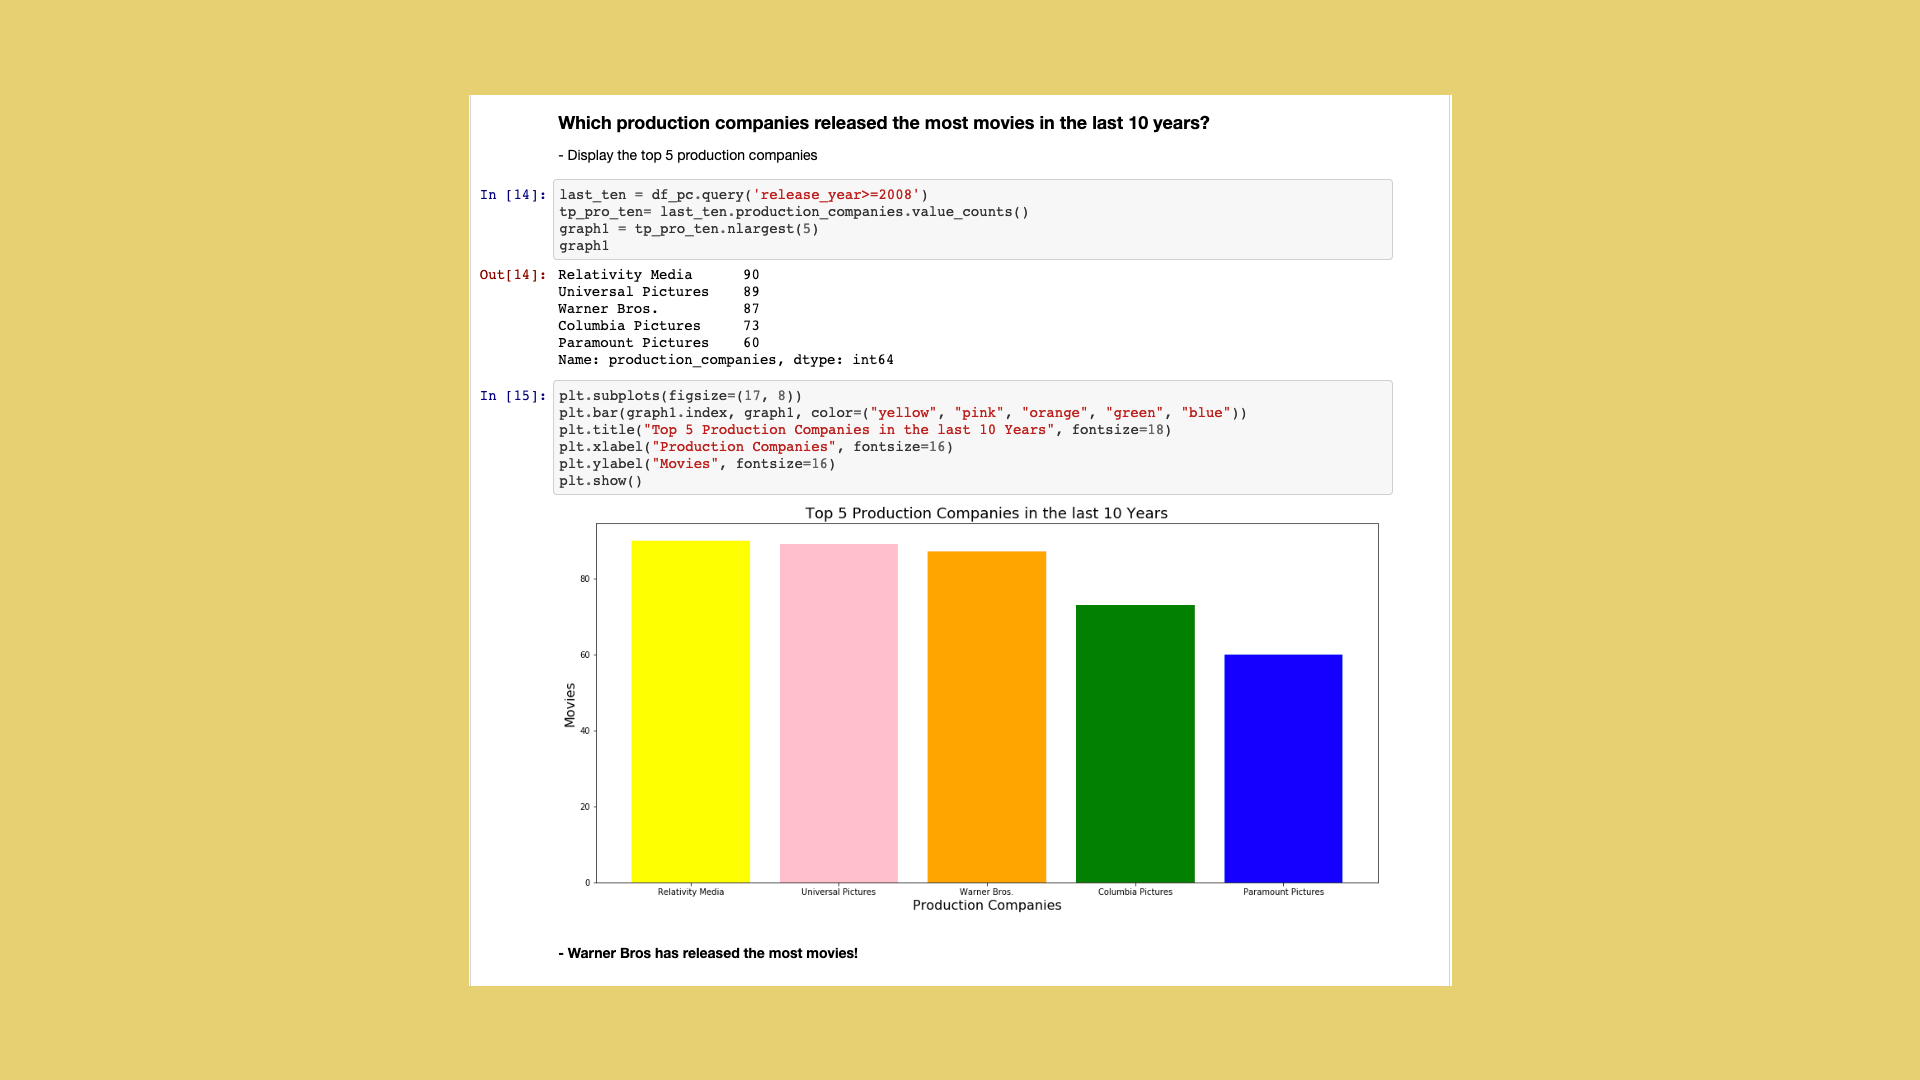 Which production companies released the most movies in the last 10 years?
- Display the top 5 production companies
In [14]: last_ten = df_pc.query('release_year>=2008')
tp_pro_ten= last_ten.production_companies.value_counts()
graph1 = tp_pro_ten.nlargest(5)
graph1
Out[14]: Relativity Media 90
Universal Pictures 89
Warner Bros. 87
Columbia Pictures 73
Paramount Pictures 60
Name: production_companies, dtype: int64
In [15]: plt.subplots(figsize=(17, 8))
plt.bar(graph1.index, graph1, color=("yellow", "pink", "orange", "green", "blue"))
plt.title("Top 5 Production Companies in the last 10 Years", fontsize=18)
plt.xlabel("Production Companies", fontsize=16)
plt.ylabel("Movies", fontsize=16)
plt.show()
Top 5 Production Companies in the last 10 Years
80
60
40
20
0
Movies
Relativity Media Universal Pictures Warner Bros. Columbia Pictures Paramount Pictures
Production Companies
- Warner Bros has released the most movies!